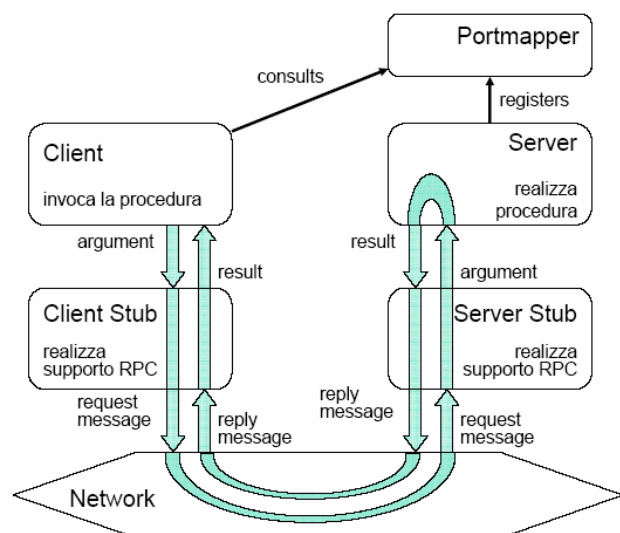 Portmapper
consults
registers
Client
invoca la procedura
Server
realizza
procedura
argument
result
result
argument
Client Stub
realizza
supporto RPC
Server Stub
realizza
supporto RPC
request
message
reply
message
reply
message
request
message
Network